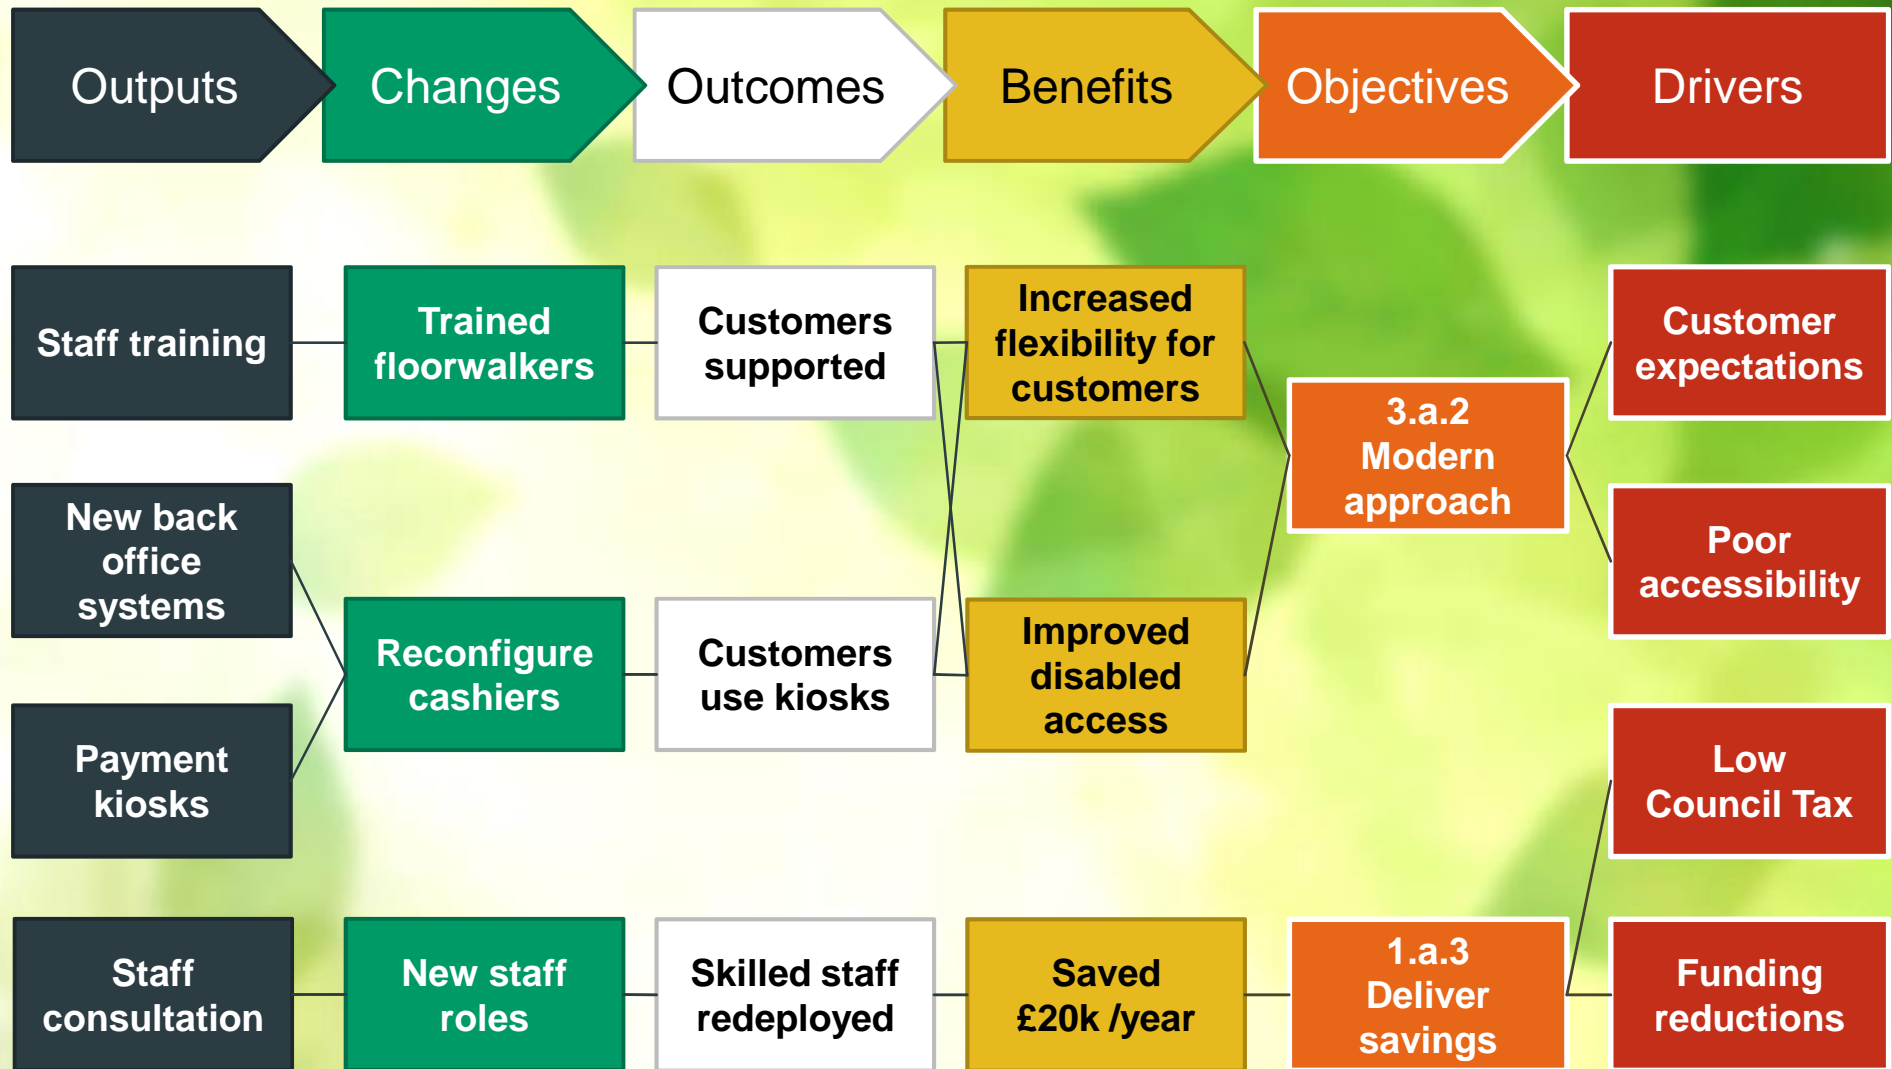 Outputs
Changes
Outcomes
Benefits
Objectives
Drivers
Staff training
Trained
floorwalkers
Customers
supported
Increased
flexibility for
customers
3.a.2
Modern
approach
Customer
expectations
New back
office
systems
Poor
accessibility
Reconfigure
cashiers
Customers
use kiosks
Improved
disabled
access
Payment
kiosks
Low
Council Tax
Staff
consultation
New staff
roles
Skilled staff
redeployed
Saved
£20k /year
1.a.3
Deliver
savings
Funding
reductions